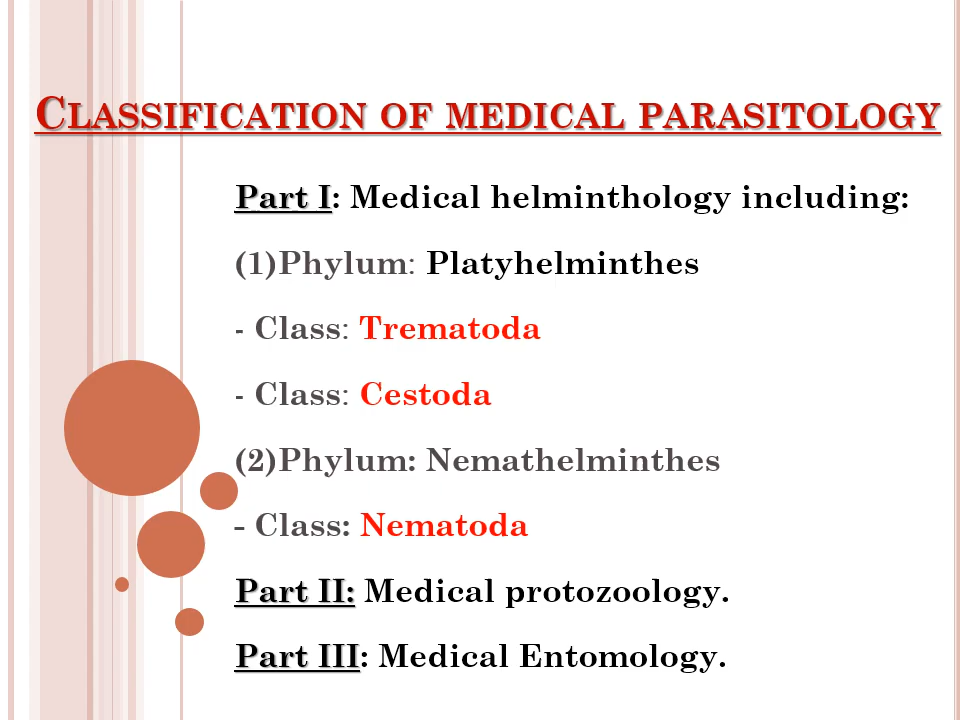 CLASSIFICATION OF MEDICAL PARASITOLOGY
Part I: Medical helminthology including:
(1)Phylum: Platyhelminthes
- Class: Trematoda
- Class: Cestoda
(2)Phylum: Nemathelminthes
- Class: Nematoda
Part II: Medical protozoology.
Part III: Medical Entomology.